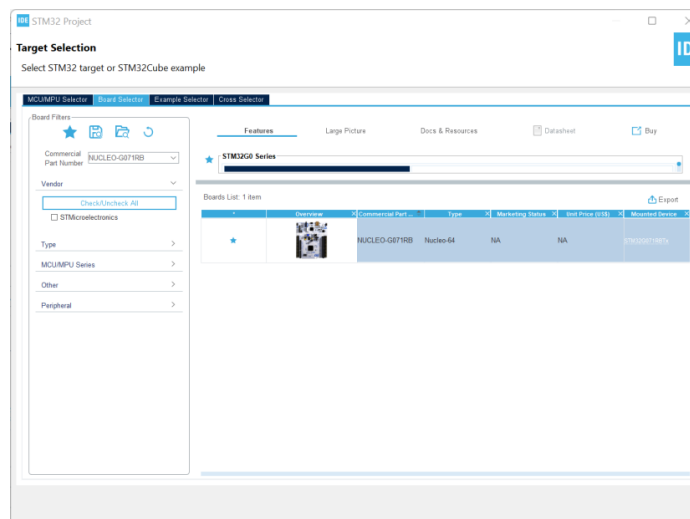 IDE STM32 Project
Target Selection
Select STM32 target or STM32Cube example
ID
MCU/MPU Selector Board Selector Example Selector Cross Selector
Board Filters
Commercial Part Number NUCLEO-G071RB
Vendor
Check/Uncheck All
STMicroelectronics
Type
MCU/MPU Series
Other
Peripheral
Features Large Picture Docs & Resources Datasheet Buy
STM32G0 Series
Boards List: 1 item
Export
* Overview Commercial Part ... Type Marketing Status Unit Price (US$) Mounted Device
NUCLEO-G071RB Nucleo-64 NA NA